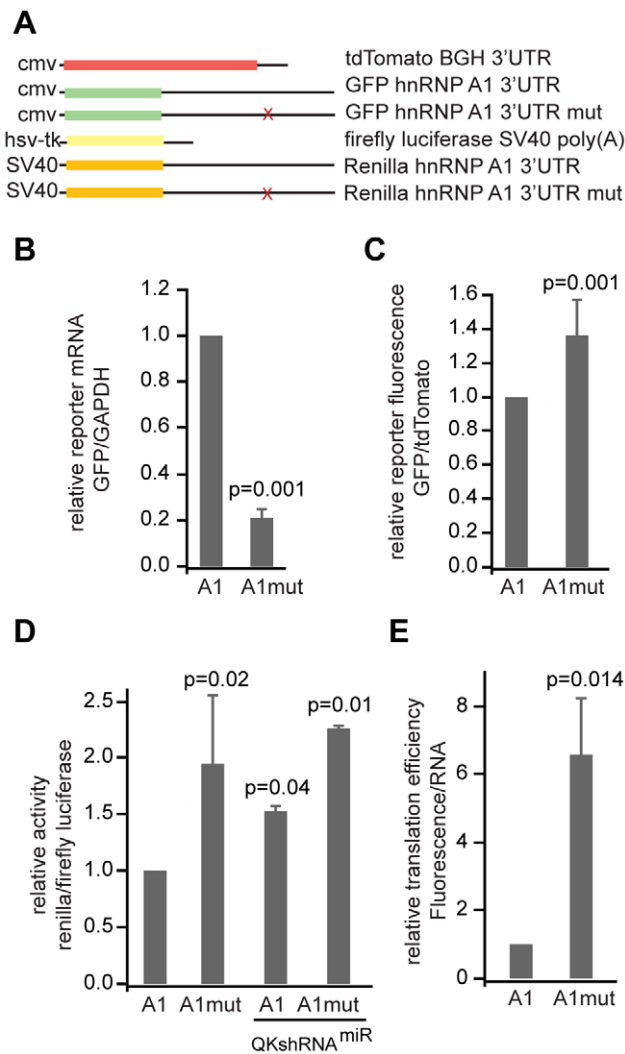 A
cmv tdTomato BGH 3'UTR
cmv GFP hnRNP A1 3'UTR
cmv GFP hnRNP A1 3'UTR mut
hsv-tk firefly luciferase SV40 poly(A)
SV40 Renilla hnRNP A1 3'UTR
SV40 Renilla hnRNP A1 3'UTR mut
X
X
B
relative reporter mRNA
GFP/GAPDH
1.2
1.0
0.8
0.6
0.4
0.2
0.0
p=0.001
A1 A1mut
C
relative reporter fluorescence
GFP/tdTomato
1.6
1.4
1.2
1.0
0.8
0.6
0.4
0.2
0.0
p=0.001
A1 A1mut
D
relative activity
renilla/firefly luciferase
2.5
2.0
1.5
1.0
0.5
0.0
p=0.02
p=0.04
p=0.01
A1 A1mut A1 A1mut
QKshRNA^miR
E
relative translation efficiency
Fluorescence/RNA
8
6
4
2
0
p=0.014
A1 A1mut